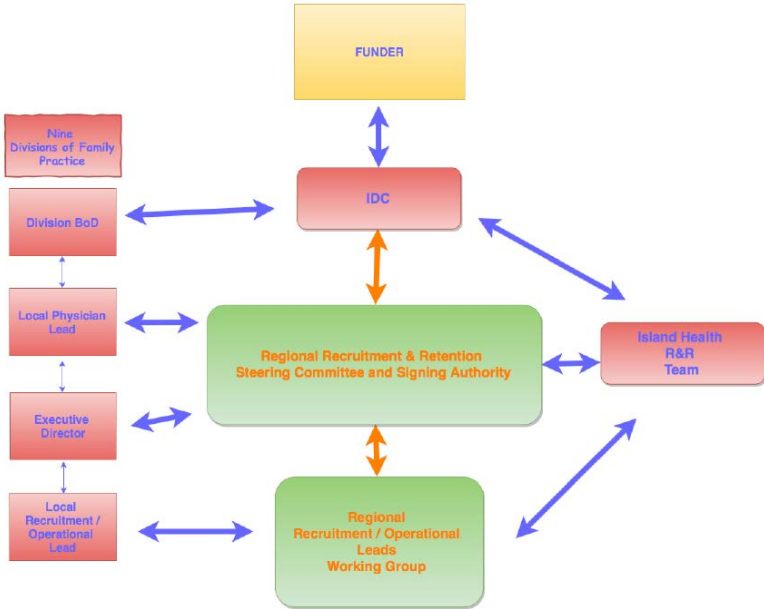 FUNDER
Nine
Divisions of Family
Practice
IDC
Division BoD
Local Physician
Lead
Regional Recruitment & Retention
Steering Committee and Signing Authority
Island Health
R&R
Team
Executive
Director
Local
Recruitment /
Operational
Lead
Regional
Recruitment / Operational
Leads
Working Group